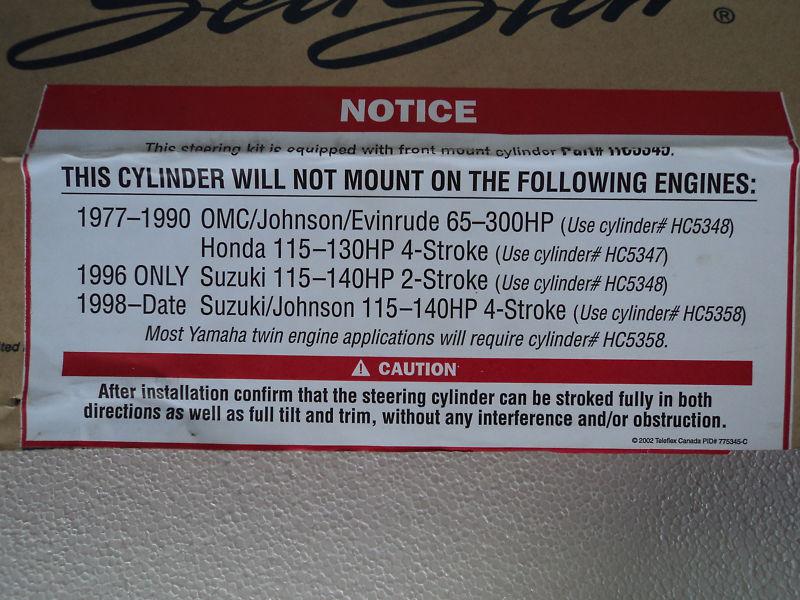 SeaStar ®
NOTICE
This steering kit is equipped with front mount cylinder Part# HC5345.
THIS CYLINDER WILL NOT MOUNT ON THE FOLLOWING ENGINES:
1977–1990 OMC/Johnson/Evinrude 65–300HP (Use cylinder# HC5348)
Honda 115–130HP 4-Stroke (Use cylinder# HC5347)
1996 ONLY Suzuki 115–140HP 2-Stroke (Use cylinder# HC5348)
1998–Date Suzuki/Johnson 115–140HP 4-Stroke (Use cylinder# HC5358)
Most Yamaha twin engine applications will require cylinder# HC5358.
CAUTION
ted
After installation confirm that the steering cylinder can be stroked fully in both
directions as well as full tilt and trim, without any interference and/or obstruction.
© 2002 Teleflex Canada PID# 775345-C